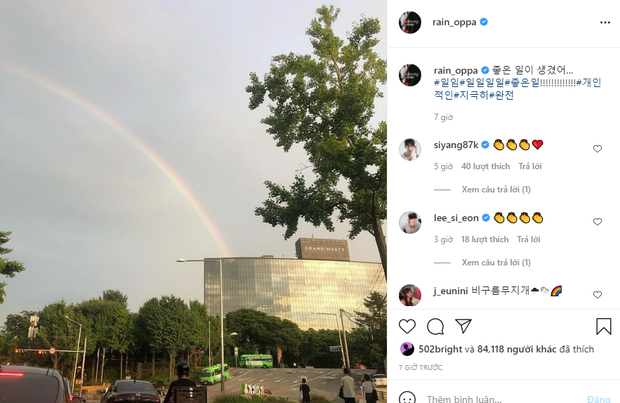 GRAND HYATT
rain_oppa
rain_oppa 좋은 일이 생겼어...
#일임#일일일일#좋은일!!!!!!!!!!!!!#개인
적인#지극히#완전
7 giờ
siyang87k
5 giờ 40 lượt thích Trả lời
Xem câu trả lời (1)
lee_si_eon
3 giờ 18 lượt thích Trả lời
Xem câu trả lời (1)
j_eunini 비구름무지개☁️🌦🌈
502bright và 84,118 người khác đã thích
7 GIỜ TRƯỚC
Thêm bình luận...
Đăng